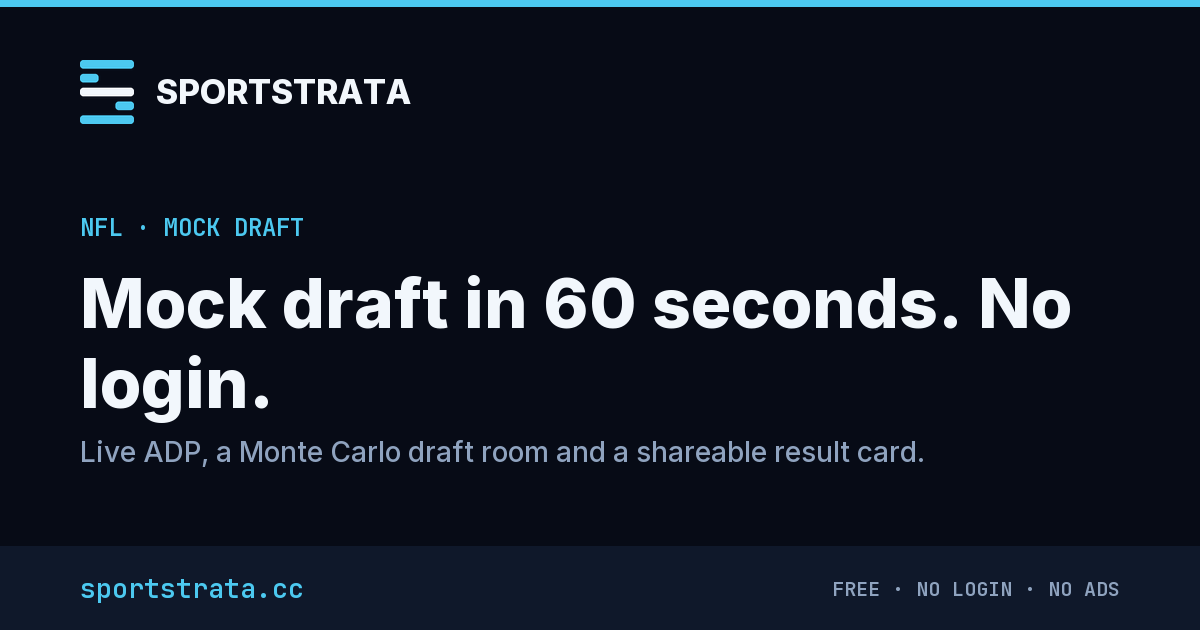 SPORTSTRATA
NFL · MOCK DRAFT
Mock draft in 60 seconds. No
login.
Live ADP, a Monte Carlo draft room and a shareable result card.
sportstrata.cc
FREE · NO LOGIN · NO ADS